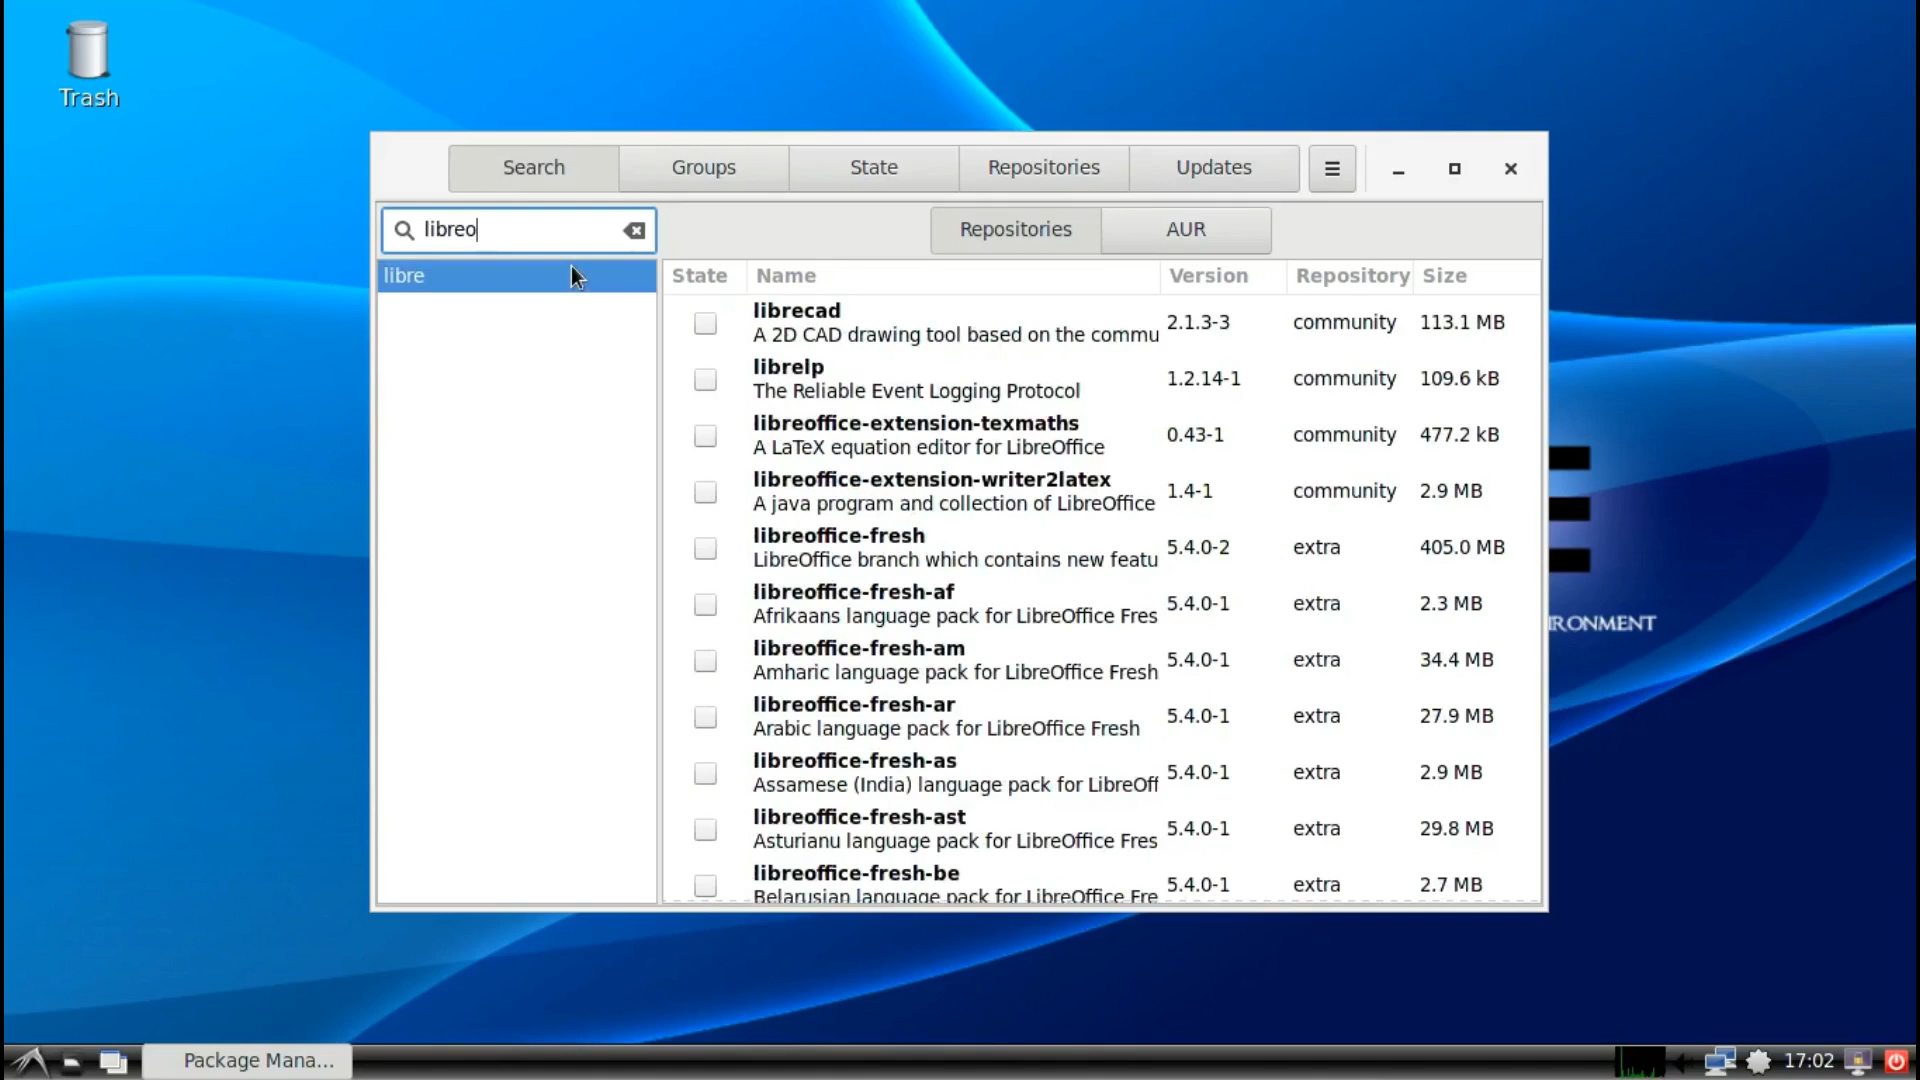 Trash
Search Groups State Repositories Updates
libreo Repositories AUR
libre State Name Version Repository Size
librecad
A 2D CAD drawing tool based on the commu 2.1.3-3 community 113.1 MB
librelp
The Reliable Event Logging Protocol 1.2.14-1 community 109.6 kB
libreoffice-extension-texmaths
A LaTeX equation editor for LibreOffice 0.43-1 community 477.2 kB
libreoffice-extension-writer2latex
A java program and collection of LibreOffice 1.4-1 community 2.9 MB
libreoffice-fresh
LibreOffice branch which contains new featu 5.4.0-2 extra 405.0 MB
libreoffice-fresh-af
Afrikaans language pack for LibreOffice Fres 5.4.0-1 extra 2.3 MB
libreoffice-fresh-am
Amharic language pack for LibreOffice Fresh 5.4.0-1 extra 34.4 MB
libreoffice-fresh-ar
Arabic language pack for LibreOffice Fresh 5.4.0-1 extra 27.9 MB
libreoffice-fresh-as
Assamese (India) language pack for LibreOff 5.4.0-1 extra 2.9 MB
libreoffice-fresh-ast
Asturianu language pack for LibreOffice Fres 5.4.0-1 extra 29.8 MB
libreoffice-fresh-be
Belarusian language pack for LibreOffice Fre 5.4.0-1 extra 2.7 MB
RONMENT
Package Mana... 17:02